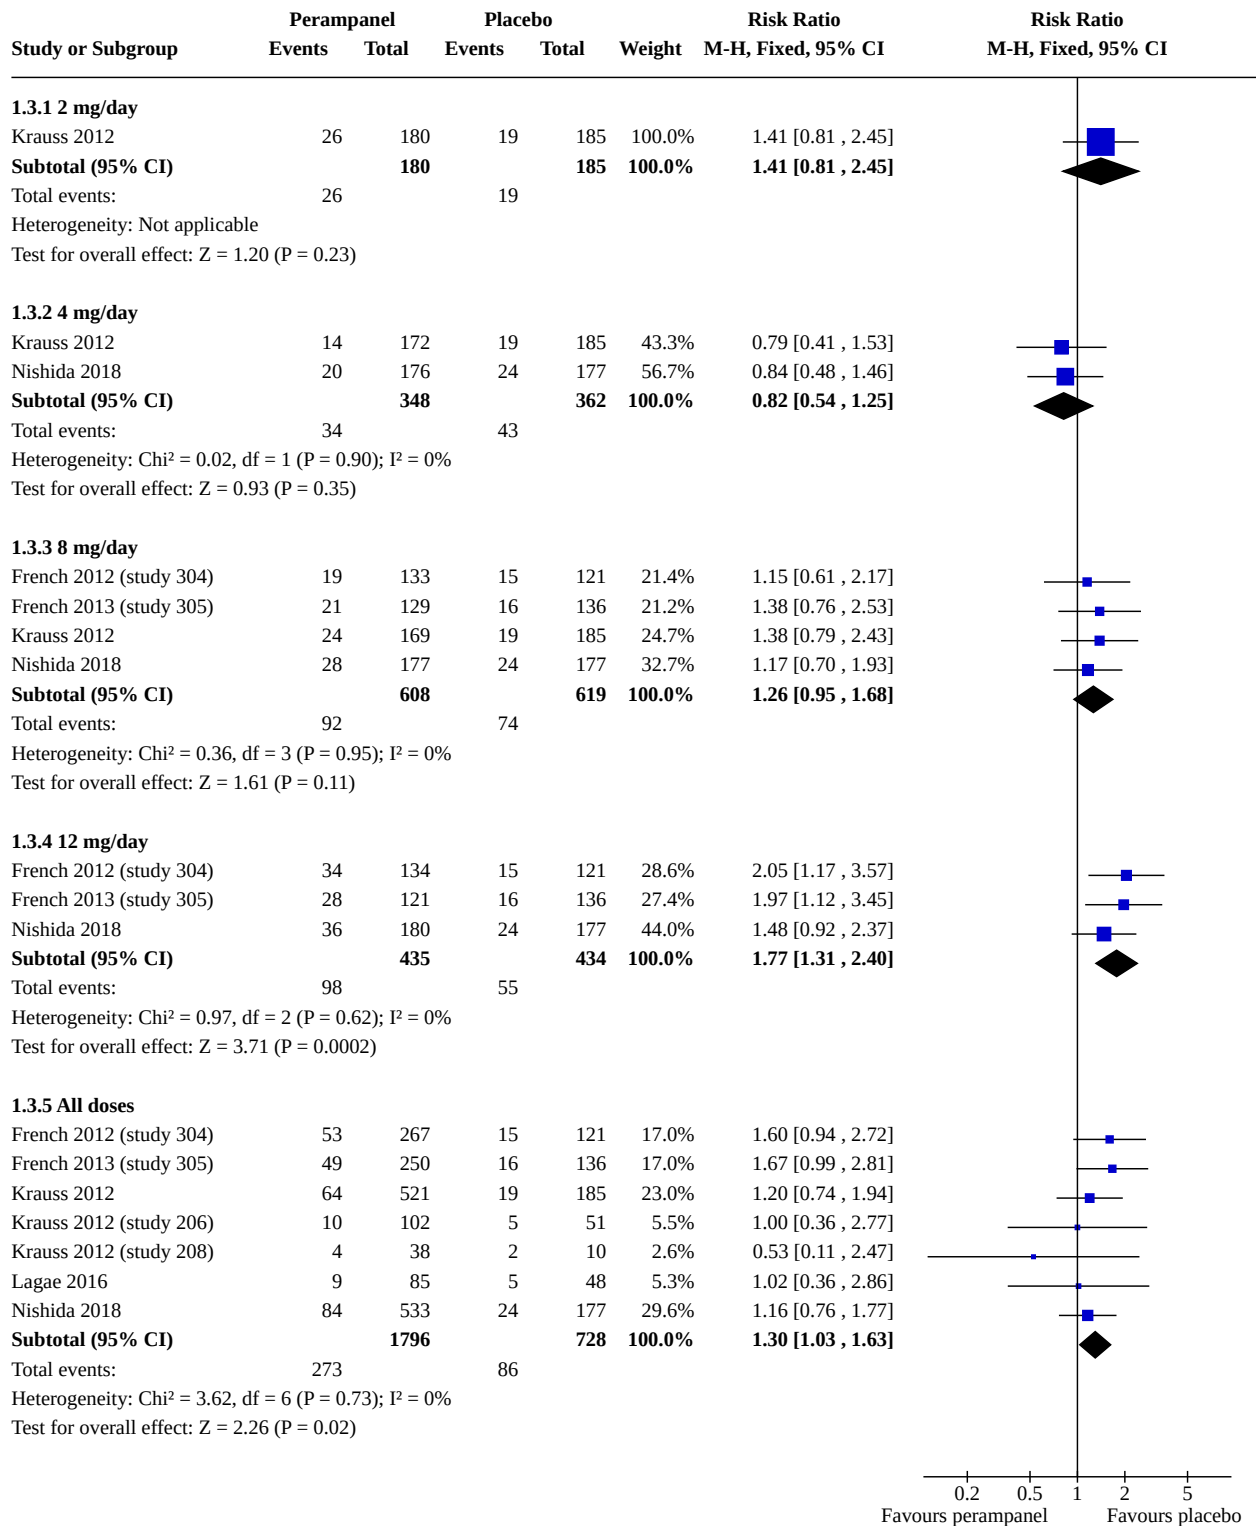 Perampanel Placebo Risk Ratio Risk Ratio
Study or Subgroup Events Total Events Total Weight M-H, Fixed, 95% CI M-H, Fixed, 95% CI
1.3.1 2 mg/day
Krauss 2012 26 180 19 185 100.0% 1.41 [0.81 , 2.45]
Subtotal (95% CI) 180 185 100.0% 1.41 [0.81 , 2.45]
Total events: 26 19
Heterogeneity: Not applicable
Test for overall effect: Z = 1.20 (P = 0.23)
1.3.2 4 mg/day
Krauss 2012 14 172 19 185 43.3% 0.79 [0.41 , 1.53]
Nishida 2018 20 176 24 177 56.7% 0.84 [0.48 , 1.46]
Subtotal (95% CI) 348 362 100.0% 0.82 [0.54 , 1.25]
Total events: 34 43
Heterogeneity: Chi² = 0.02, df = 1 (P = 0.90); I² = 0%
Test for overall effect: Z = 0.93 (P = 0.35)
1.3.3 8 mg/day
French 2012 (study 304) 19 133 15 121 21.4% 1.15 [0.61 , 2.17]
French 2013 (study 305) 21 129 16 136 21.2% 1.38 [0.76 , 2.53]
Krauss 2012 24 169 19 185 24.7% 1.38 [0.79 , 2.43]
Nishida 2018 28 177 24 177 32.7% 1.17 [0.70 , 1.93]
Subtotal (95% CI) 608 619 100.0% 1.26 [0.95 , 1.68]
Total events: 92 74
Heterogeneity: Chi² = 0.36, df = 3 (P = 0.95); I² = 0%
Test for overall effect: Z = 1.61 (P = 0.11)
1.3.4 12 mg/day
French 2012 (study 304) 34 134 15 121 28.6% 2.05 [1.17 , 3.57]
French 2013 (study 305) 28 121 16 136 27.4% 1.97 [1.12 , 3.45]
Nishida 2018 36 180 24 177 44.0% 1.48 [0.92 , 2.37]
Subtotal (95% CI) 435 434 100.0% 1.77 [1.31 , 2.40]
Total events: 98 55
Heterogeneity: Chi² = 0.97, df = 2 (P = 0.62); I² = 0%
Test for overall effect: Z = 3.71 (P = 0.0002)
1.3.5 All doses
French 2012 (study 304) 53 267 15 121 17.0% 1.60 [0.94 , 2.72]
French 2013 (study 305) 49 250 16 136 17.0% 1.67 [0.99 , 2.81]
Krauss 2012 64 521 19 185 23.0% 1.20 [0.74 , 1.94]
Krauss 2012 (study 206) 10 102 5 51 5.5% 1.00 [0.36 , 2.77]
Krauss 2012 (study 208) 4 38 2 10 2.6% 0.53 [0.11 , 2.47]
Lagae 2016 9 85 5 48 5.3% 1.02 [0.36 , 2.86]
Nishida 2018 84 533 24 177 29.6% 1.16 [0.76 , 1.77]
Subtotal (95% CI) 1796 728 100.0% 1.30 [1.03 , 1.63]
Total events: 273 86
Heterogeneity: Chi² = 3.62, df = 6 (P = 0.73); I² = 0%
Test for overall effect: Z = 2.26 (P = 0.02)
0.2 0.5 1 2 5
Favours perampanel Favours placebo